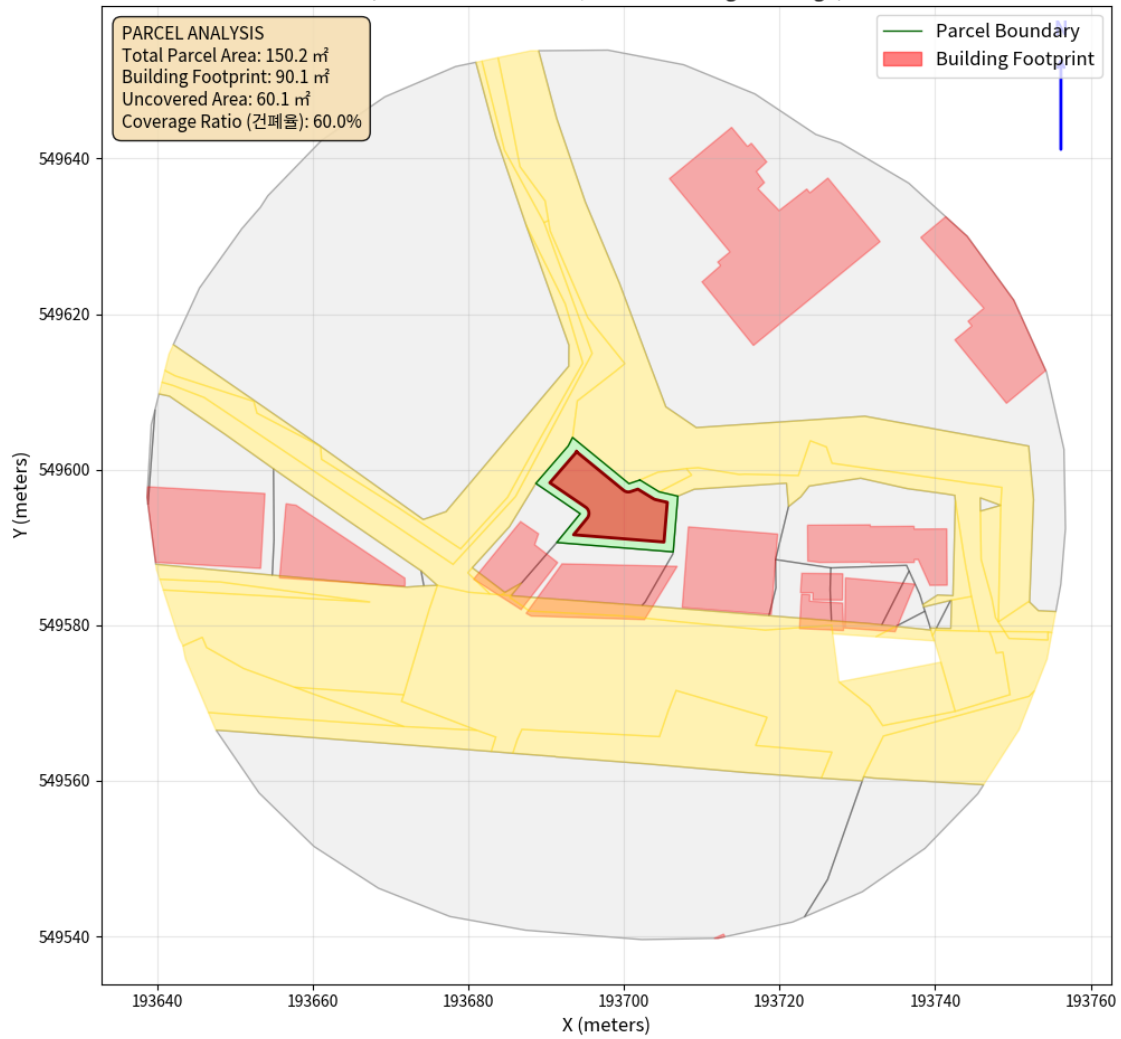 PARCEL ANALYSIS
Total Parcel Area: 150.2 ㎡
Building Footprint: 90.1 ㎡
Uncovered Area: 60.1 ㎡
Coverage Ratio (건폐율): 60.0%
Parcel Boundary
Building Footprint
N
549640
549620
549600
549580
549560
549540
Y (meters)
193640 193660 193680 193700 193720 193740 193760
X (meters)